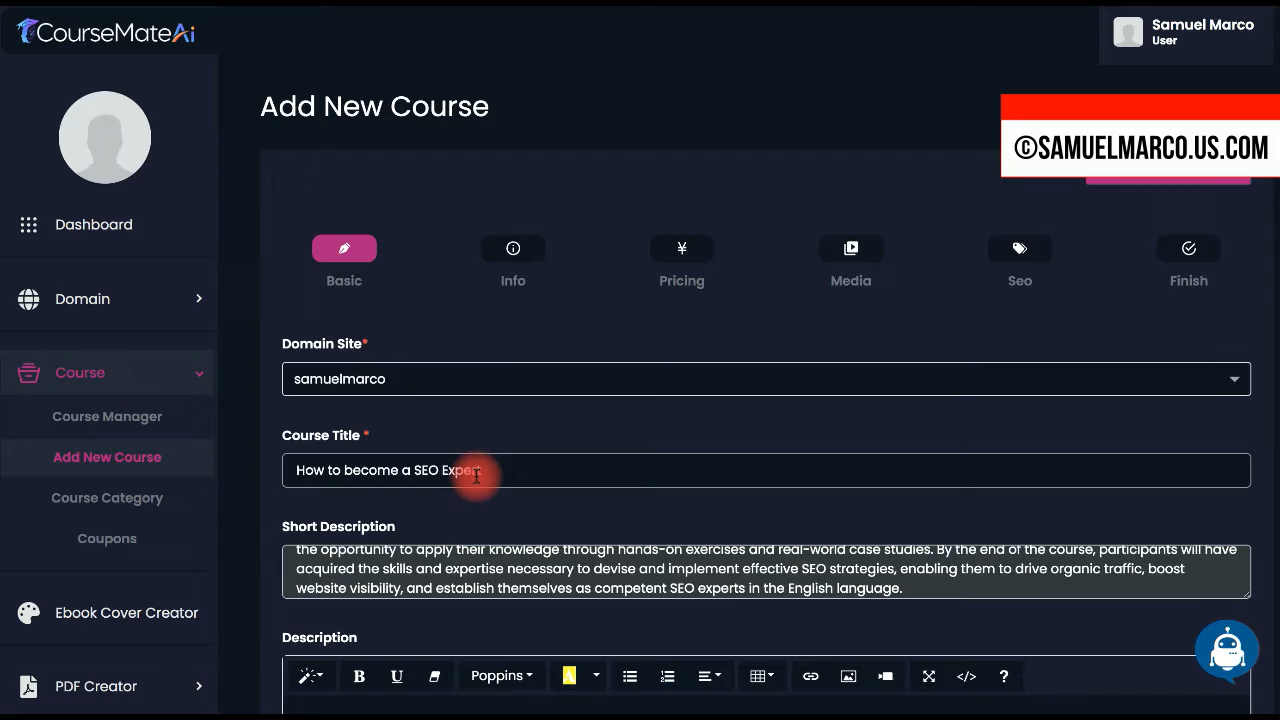 CourseMateAi
Samuel Marco
User
Add New Course
©SAMUELMARCO.US.COM
Dashboard
Domain
Course
Course Manager
Add New Course
Course Category
Coupons
Ebook Cover Creator
PDF Creator
Basic
Info
Pricing
Media
Seo
Finish
Domain Site*
samuelmarco
Course Title *
How to become a SEO Expert
Short Description
the opportunity to apply their knowledge through hands-on exercises and real-world case studies. By the end of the course, participants will have
acquired the skills and expertise necessary to devise and implement effective SEO strategies, enabling them to drive organic traffic, boost
website visibility, and establish themselves as competent SEO experts in the English language.
Description
B U Poppins A </> ?